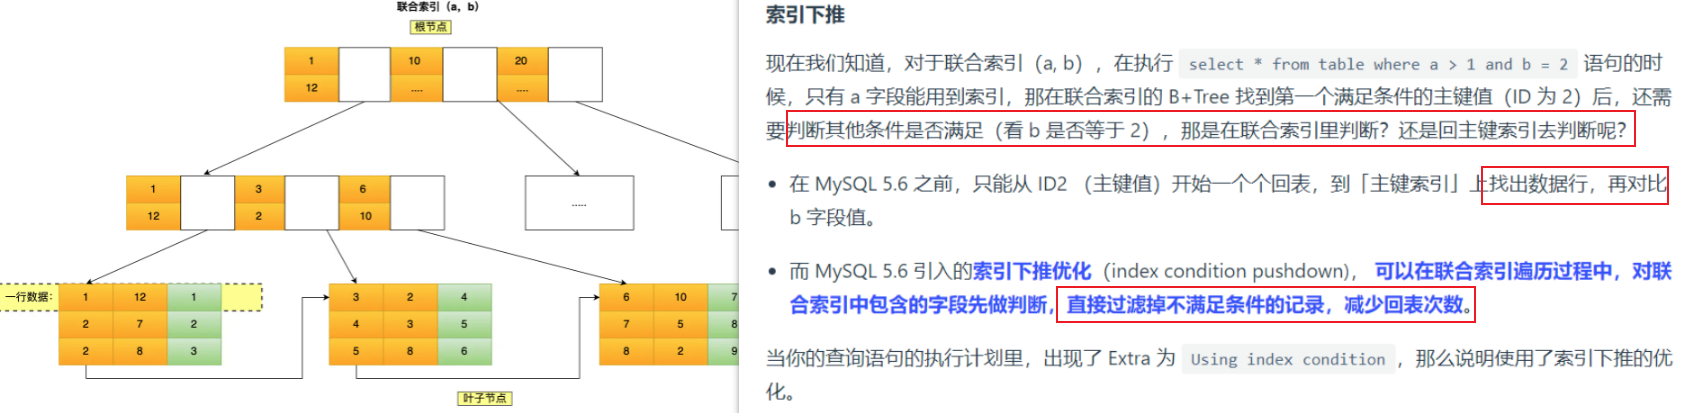 联合索引（a，b）
根节点
1 10 20
12 .... ....
1 3 6
12 2 10
.....
一行数据：
1 12 1
2 7 2
2 8 3
3 2 4
4 3 5
5 8 6
6 10 7
7 5 8
8 2 9
叶子节点
索引下推
现在我们知道，对于联合索引（a, b），在执行 select * from table where a > 1 and b = 2 语句的时
候，只有 a 字段能用到索引，那在联合索引的 B+Tree 找到第一个满足条件的主键值（ID 为 2）后，还需
要判断其他条件是否满足（看 b 是否等于 2），那是在联合索引里判断？还是回主键索引去判断呢？
• 在 MySQL 5.6 之前，只能从 ID2 （主键值）开始一个个回表，到「主键索引」上找出数据行，再对比
b 字段值。
• 而 MySQL 5.6 引入的索引下推优化（index condition pushdown)， 可以在联合索引遍历过程中，对联
合索引中包含的字段先做判断，直接过滤掉不满足条件的记录，减少回表次数。
当你的查询语句的执行计划里，出现了 Extra 为 Using index condition，那么说明使用了索引下推的优
化。